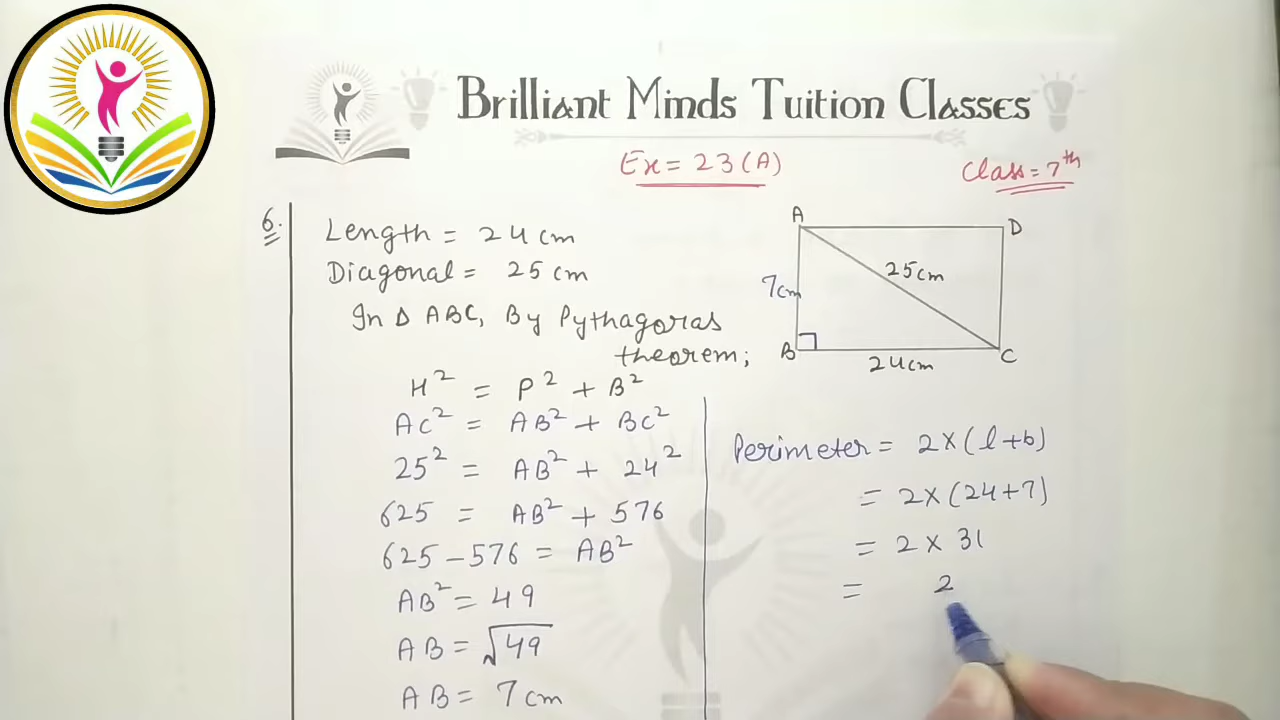 Brilliant Minds Tuition Classes
Ex = 23(A)
Class = 7th
6.
Length = 24 cm
Diagonal = 25 cm
In Δ ABC, By Pythagoras
theorem;
H² = P² + B²
AC² = AB² + BC²
25² = AB² + 24²
625 = AB² + 576
625 - 576 = AB²
AB² = 49
AB = √49
AB = 7 cm
A
D
25cm
7cm
B
C
24cm
Perimeter = 2×(l+b)
= 2×(24+7)
= 2 × 31
= 2